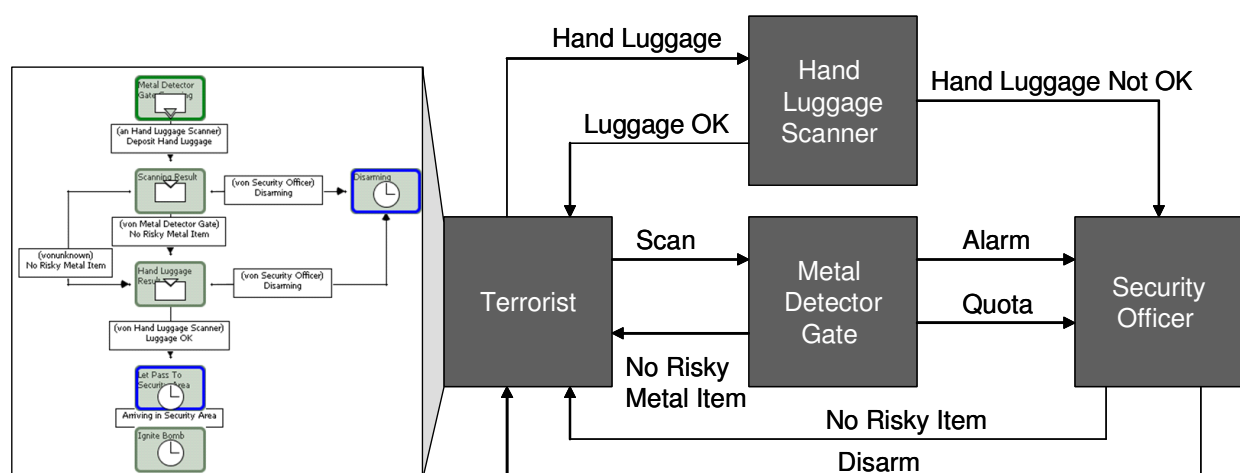 Metal Detector
Gate
(an Hand Luggage Scanner)
Deposit Hand Luggage
Scanning Result
(von Security Officer)
Disarming
Disarming
(von Metal Detector Gate)
No Risky Metal Item
(vonunknown)
No Risky Metal Item
Hand Luggage
Result
(von Security Officer)
Disarming
(von Hand Luggage Scanner)
Luggage OK
Let Pass To
Security Area
Arriving in Security Area
Ignite Bomb
Hand Luggage
Hand
Luggage
Scanner
Hand Luggage Not OK
Luggage OK
Terrorist
Scan
Metal
Detector
Gate
Alarm
Quota
Security
Officer
No Risky
Metal Item
No Risky Item
Disarm